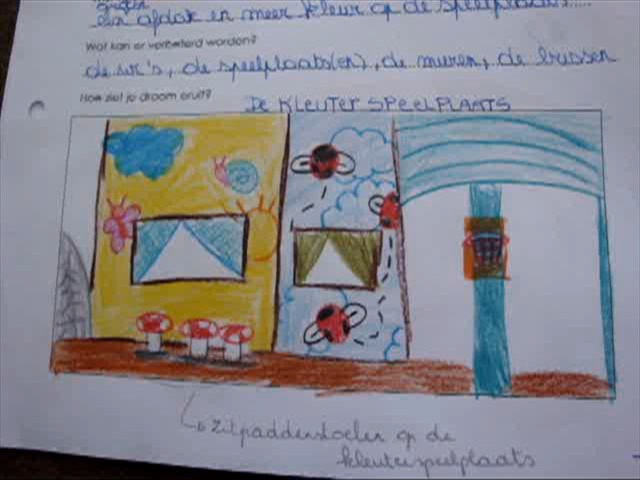 een afdak en meer kleur op de speelplaats.....
Wat kan er verbeterd worden?
de wc's, de speelplaats(en), de muren, de brussen
Hoe ziet je droom eruit?
DE KLEUTER SPEELPLAATS
zitpaddenstoelen op de
kleuterspeelplaats